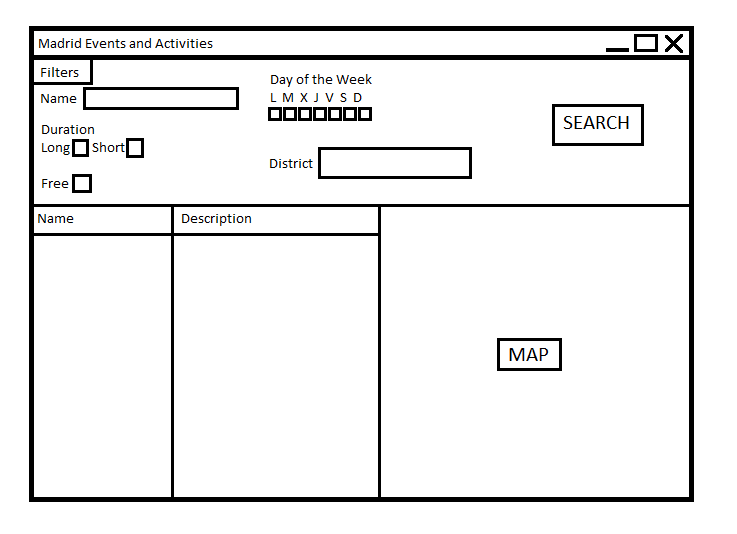 Madrid Events and Activities
Filters
Name
Day of the Week
L M X J V S D
SEARCH
Duration
Long Short
District
Free
Name Description
MAP